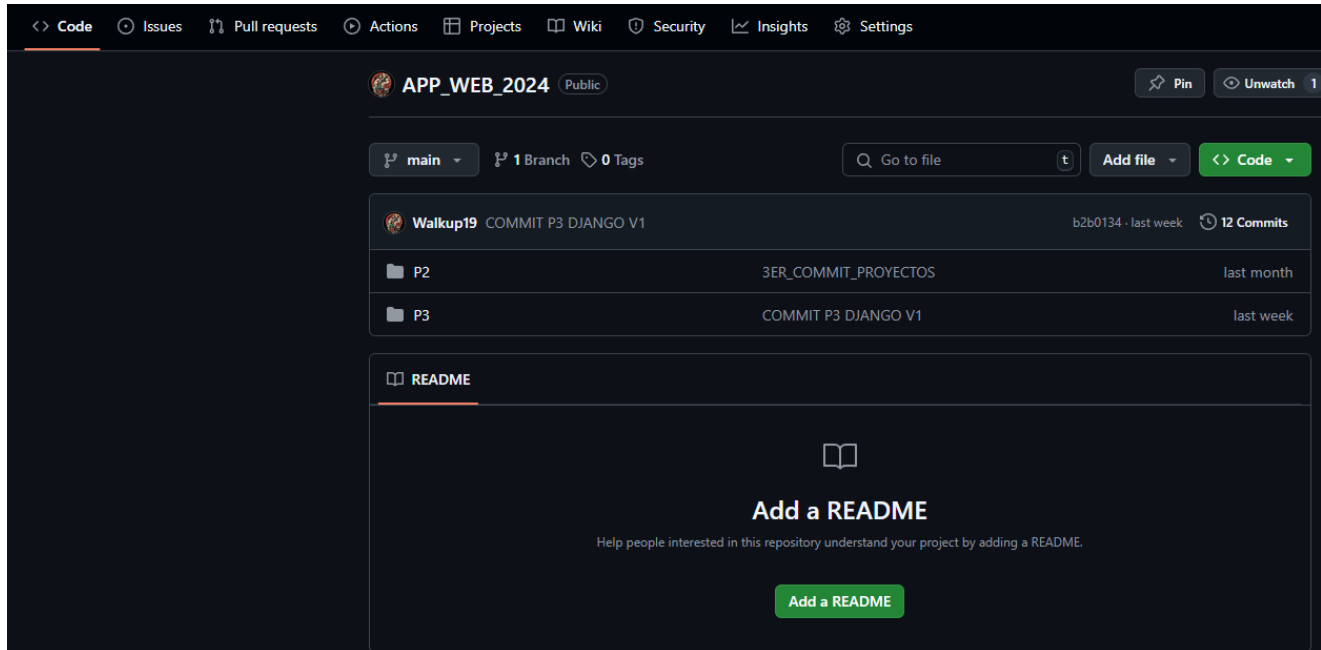 <> Code Issues Pull requests Actions Projects Wiki Security Insights Settings
APP_WEB_2024 Public Pin Unwatch 1
main 1 Branch 0 Tags Go to file t Add file <> Code
Walkup19 COMMIT P3 DJANGO V1 b2b0134 · last week 12 Commits
P2 3ER_COMMIT_PROYECTOS last month
P3 COMMIT P3 DJANGO V1 last week
README
Add a README
Help people interested in this repository understand your project by adding a README.
Add a README